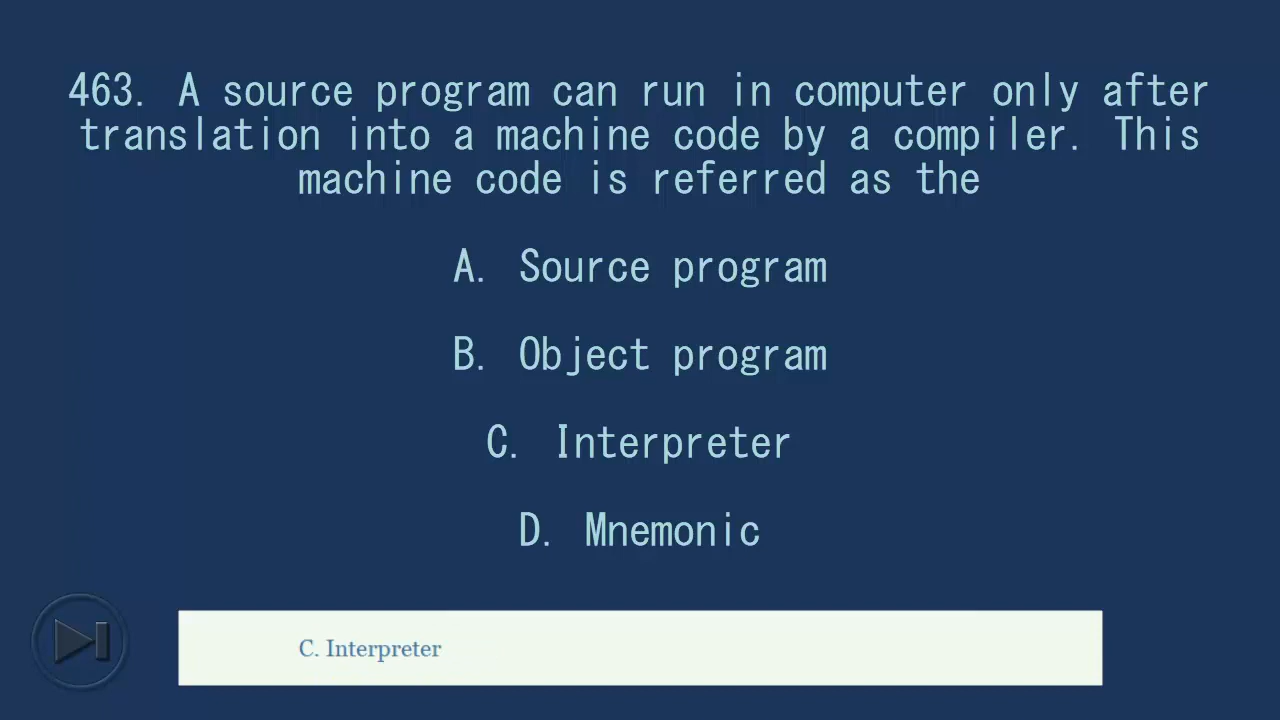 463. A source program can run in computer only after
translation into a machine code by a compiler. This
machine code is referred as the
A. Source program
B. Object program
C. Interpreter
D. Mnemonic
C. Interpreter